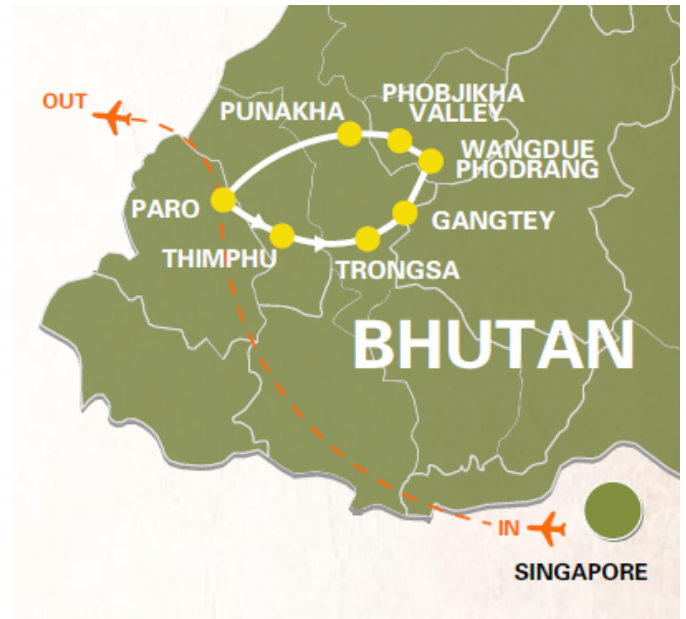 OUT
PUNAKHA
PHOBJIKHA
VALLEY
WANGDUE
PHODRANG
PARO
GANGTEY
THIMPHU
TRONGSA
BHUTAN
IN
SINGAPORE